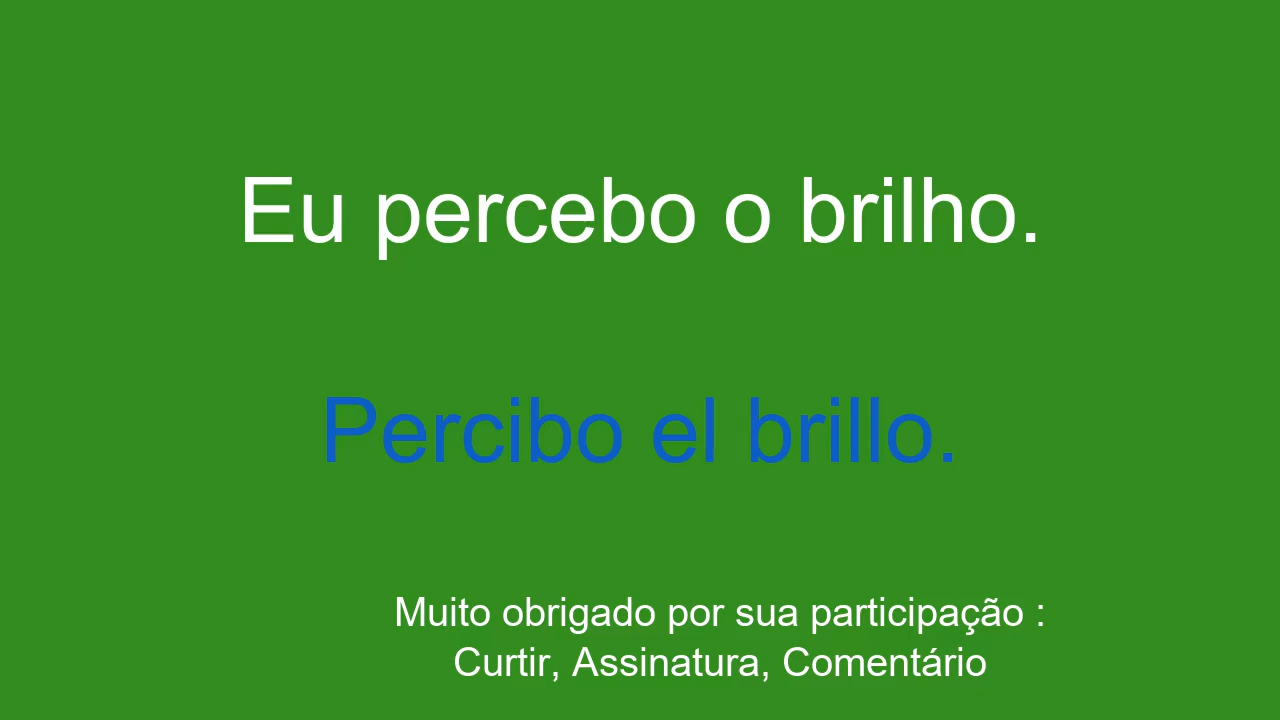 Eu percebo o brilho.
Percibo el brillo.
Muito obrigado por sua participação :
Curtir, Assinatura, Comentário